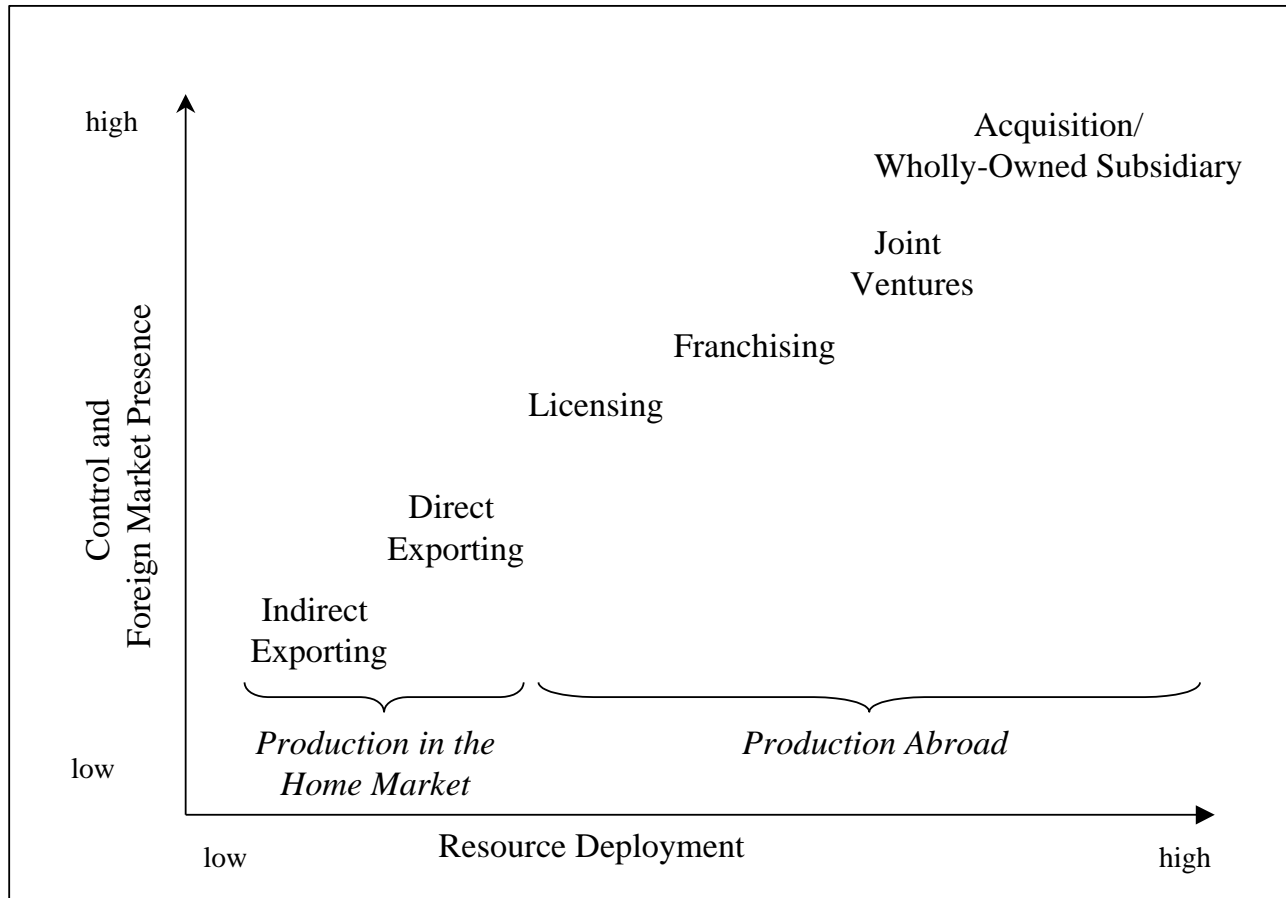 high
Acquisition/
Wholly-Owned Subsidiary
Joint
Ventures
Franchising
Licensing
Control and
Foreign Market Presence
Direct
Exporting
Indirect
Exporting
Production in the
Home Market
Production Abroad
low
low
Resource Deployment
high